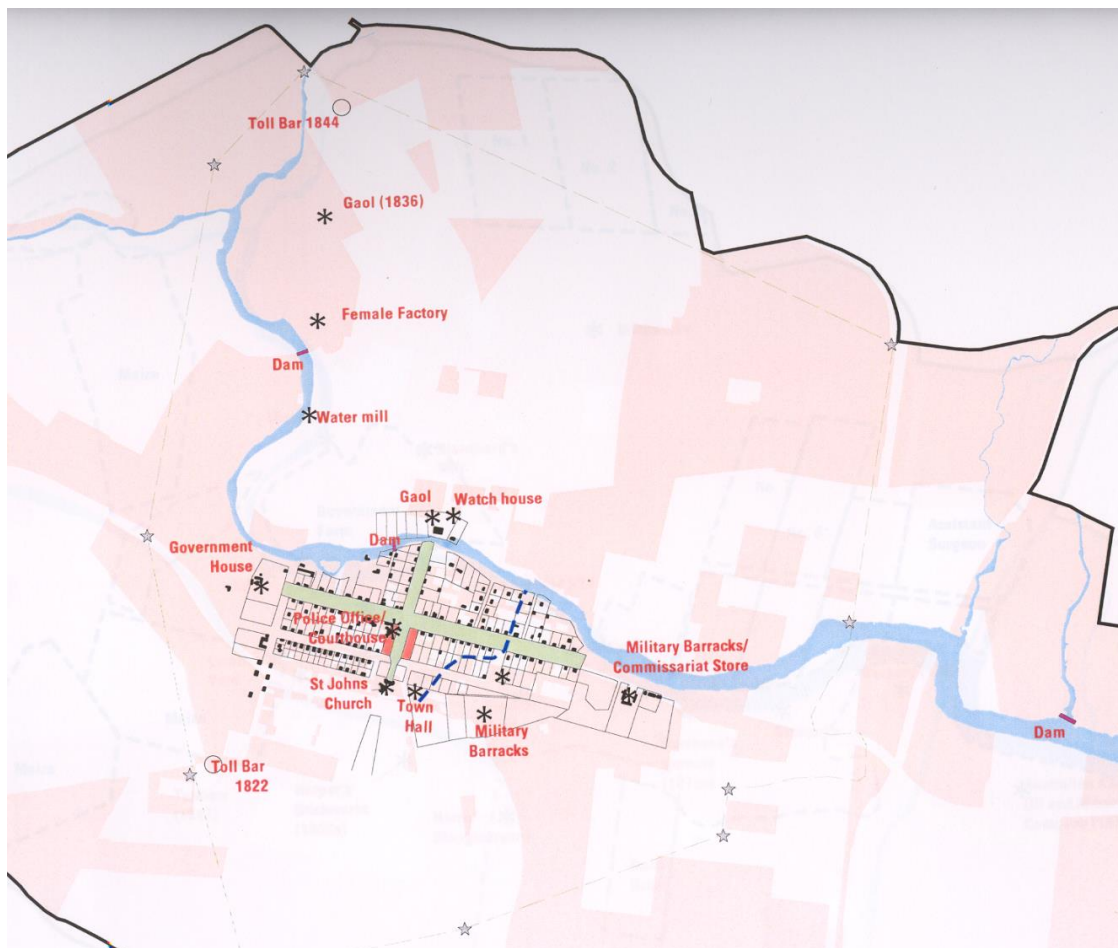 Toll Bar 1844
Gaol (1836)
Female Factory
Dam
Water mill
Gaol
Watch house
Dam
Government
House
Police Office/
Courthouse
Military Barracks/
Commissariat Store
St Johns
Church
Town
Hall
Military
Barracks
Dam
Toll Bar
1822